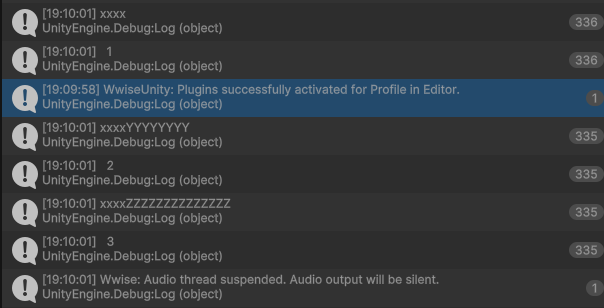 [19:10:01] xxxx
336
UnityEngine.Debug:Log (object)
[19:10:01]   1
336
UnityEngine.Debug:Log (object)
[19:09:58] WwiseUnity: Plugins successfully activated for Profile in Editor.
1
UnityEngine.Debug:Log (object)
[19:10:01] xxxxYYYYYYYY
335
UnityEngine.Debug:Log (object)
[19:10:01]   2
335
UnityEngine.Debug:Log (object)
[19:10:01] xxxxZZZZZZZZZZZZZZ
335
UnityEngine.Debug:Log (object)
[19:10:01]   3
335
UnityEngine.Debug:Log (object)
[19:10:01] Wwise: Audio thread suspended. Audio output will be silent.
1
UnityEngine.Debug:Log (object)